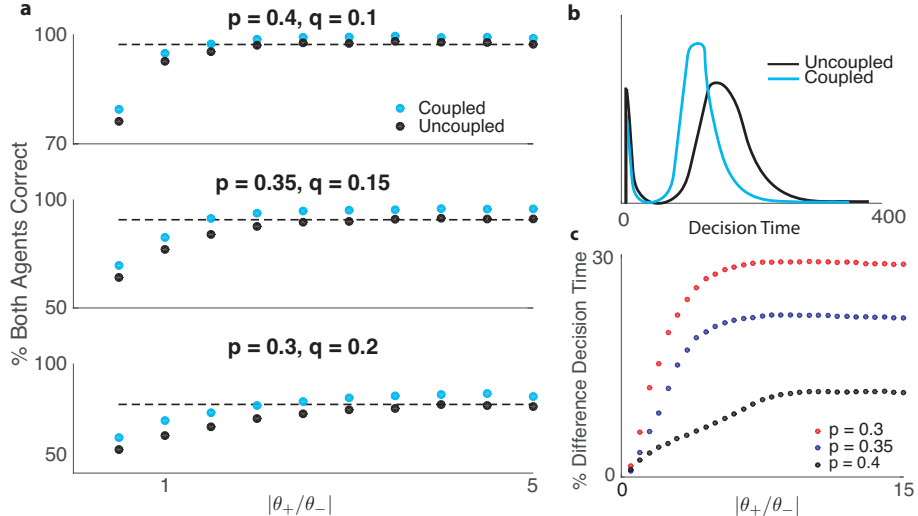 a
% Both Agents Correct
p = 0.4, q = 0.1
100
70
Coupled
Uncoupled
p = 0.35, q = 0.15
100
50
p = 0.3, q = 0.2
100
50
1
5
|θ+/θ−|
b
Uncoupled
Coupled
0
Decision Time
400
c
% Difference Decision Time
30
0
p = 0.3
p = 0.35
p = 0.4
0
15
|θ+/θ−|